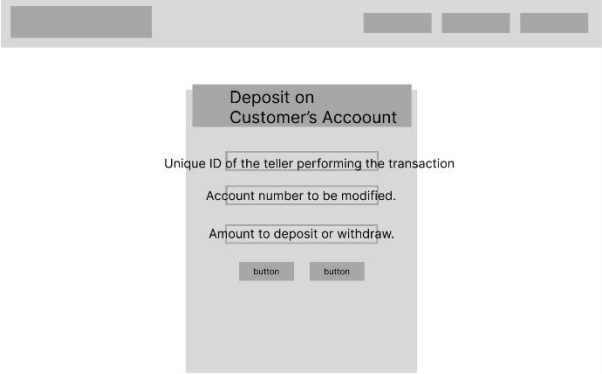 Deposit on
Customer's Accoount
Unique ID of the teller performing the transaction
Account number to be modified.
Amount to deposit or withdraw.
button button